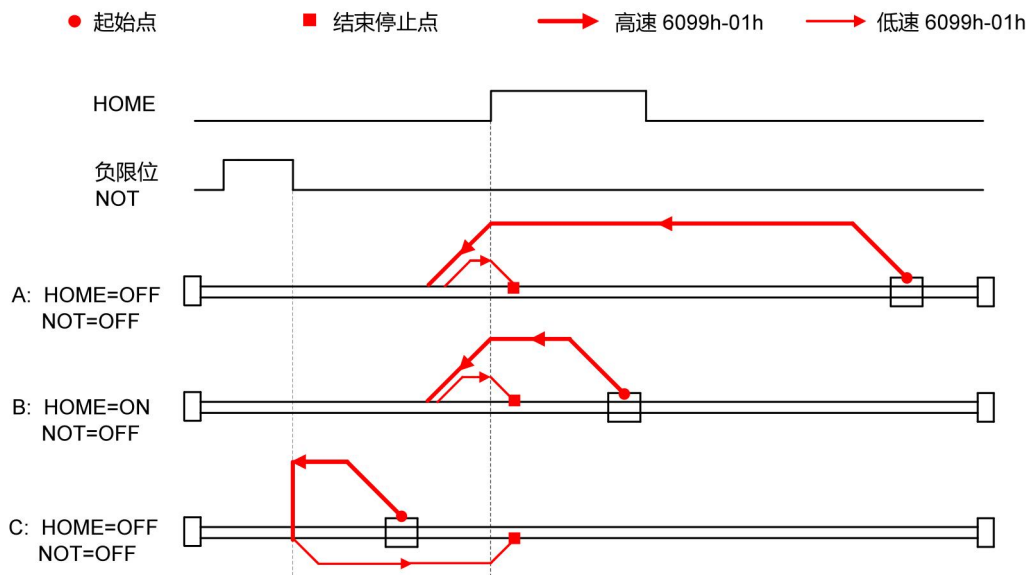 起始点 结束停止点 高速 6099h-01h 低速 6099h-01h
HOME
负限位
NOT
A: HOME=OFF
NOT=OFF
B: HOME=ON
NOT=OFF
C: HOME=OFF
NOT=OFF